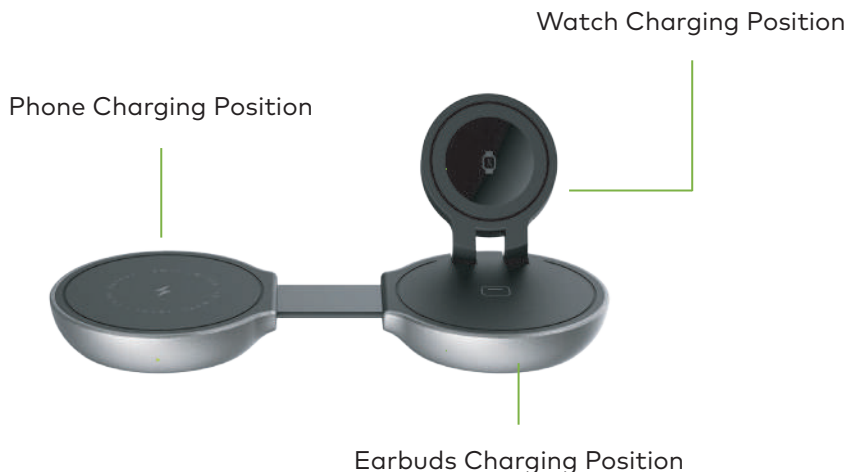 Watch Charging Position
Phone Charging Position
Earbuds Charging Position